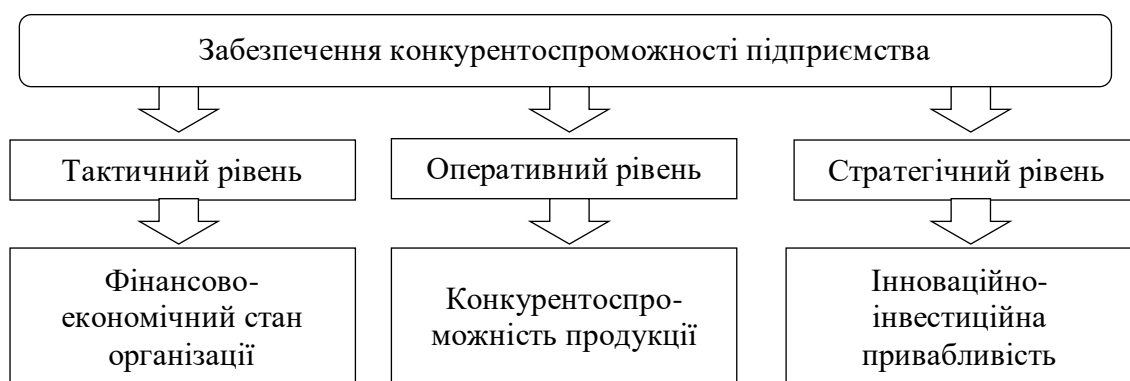 Забезпечення конкурентоспроможності підприємства
Тактичний рівень
Оперативний рівень
Стратегічний рівень
Фінансово-
економічний стан
організації
Конкурентоспро-
можність продукції
Інноваційно-
інвестиційна
привабливість